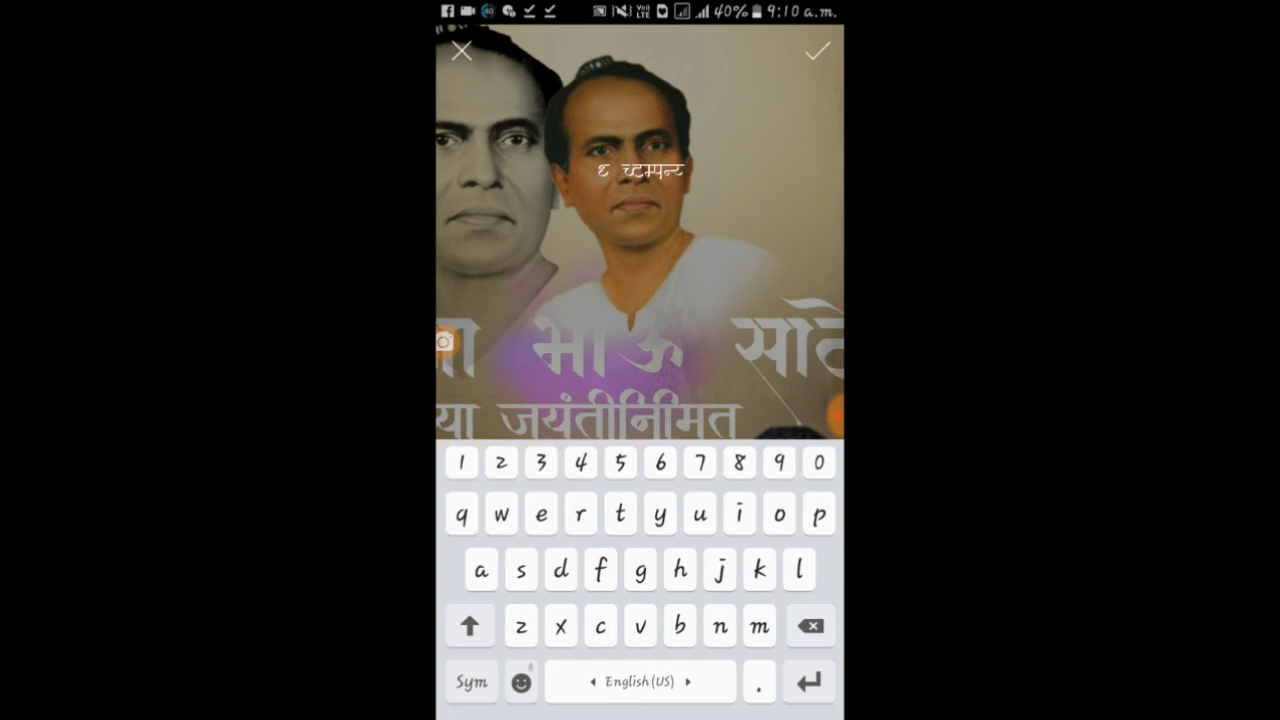 40% 9:10 a.m.
भाऊ साठे
या जयंतीनिमित
1 2 3 4 5 6 7 8 9 0
q w e r t y u i o p
a s d f g h j k l
z x c v b n m
Sym English(US) .